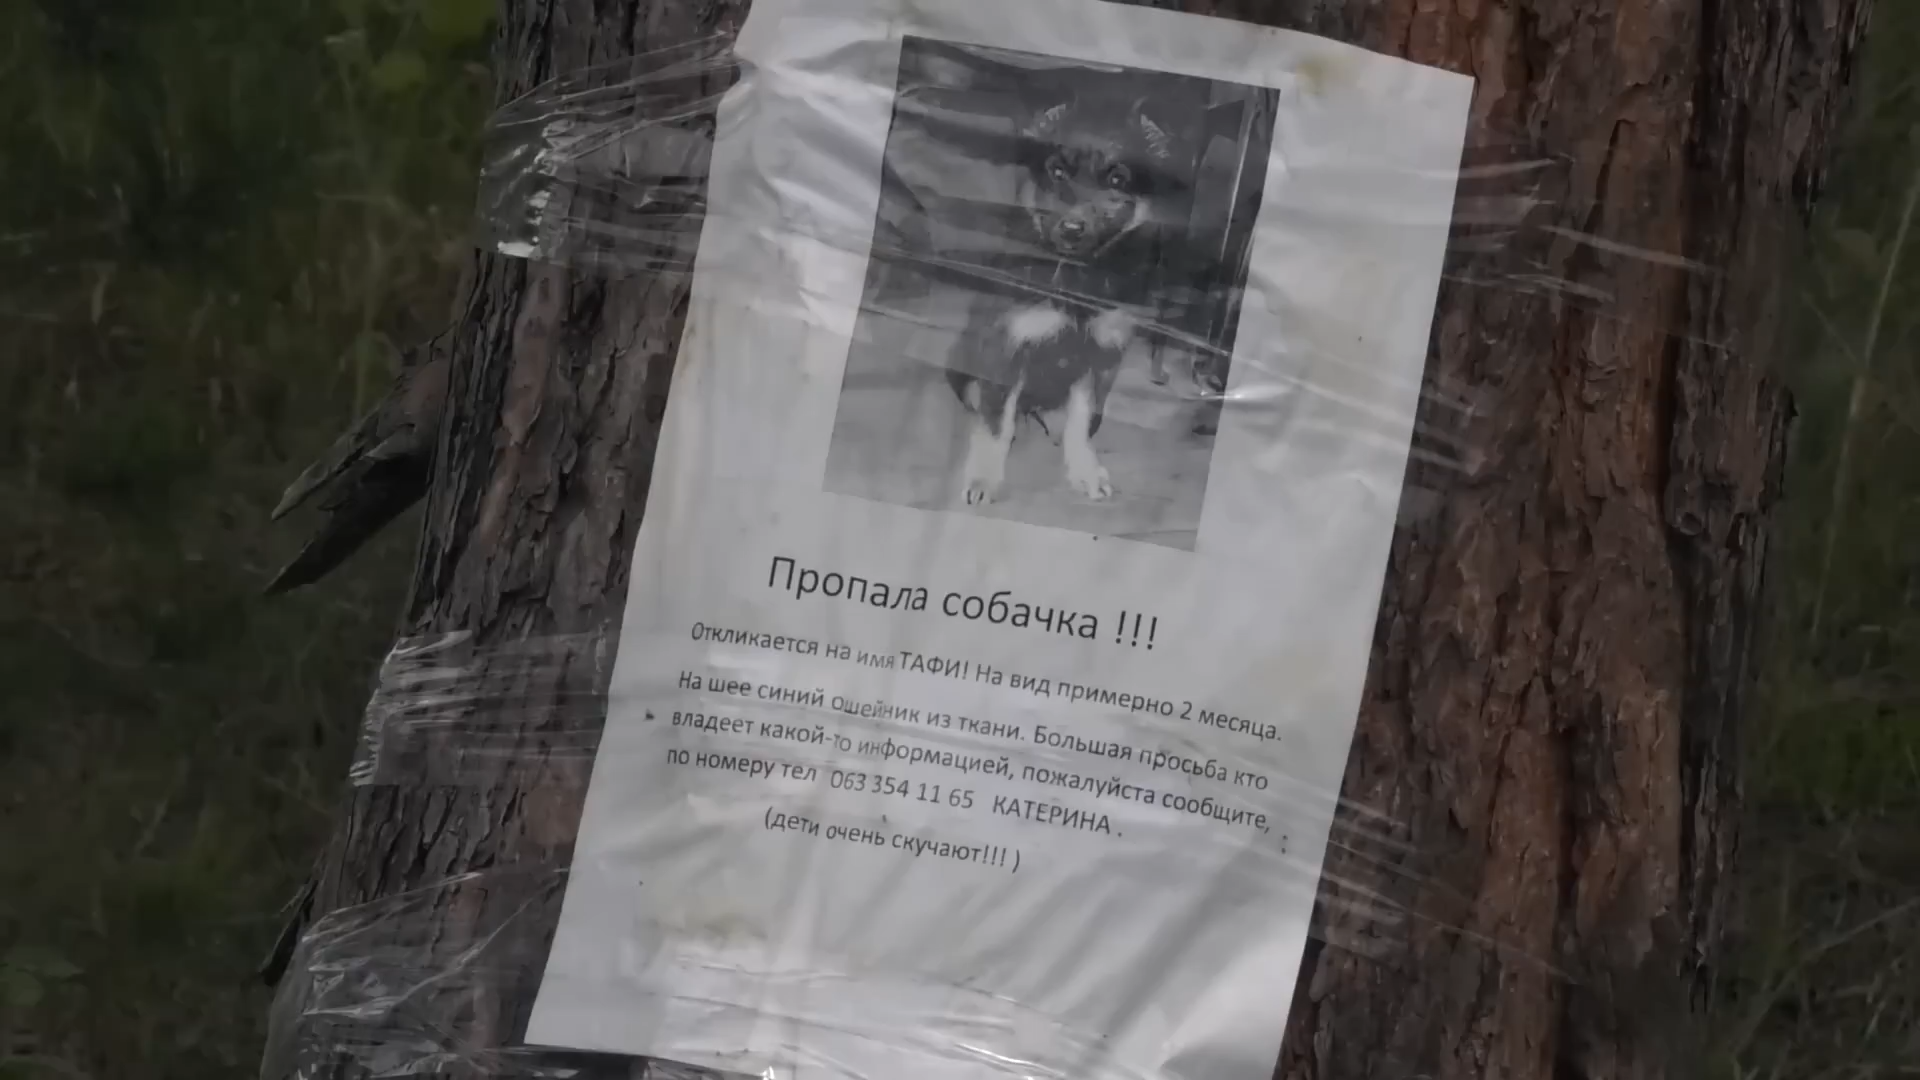 Пропала собачка !!!
Откликается на имя ТАФИ! На вид примерно 2 месяца.
На шее синий ошейник из ткани. Большая просьба кто
владеет какой-то информацией, пожалуйста сообщите,
по номеру тел 063 354 11 65 КАТЕРИНА .
(дети очень скучают!!! )